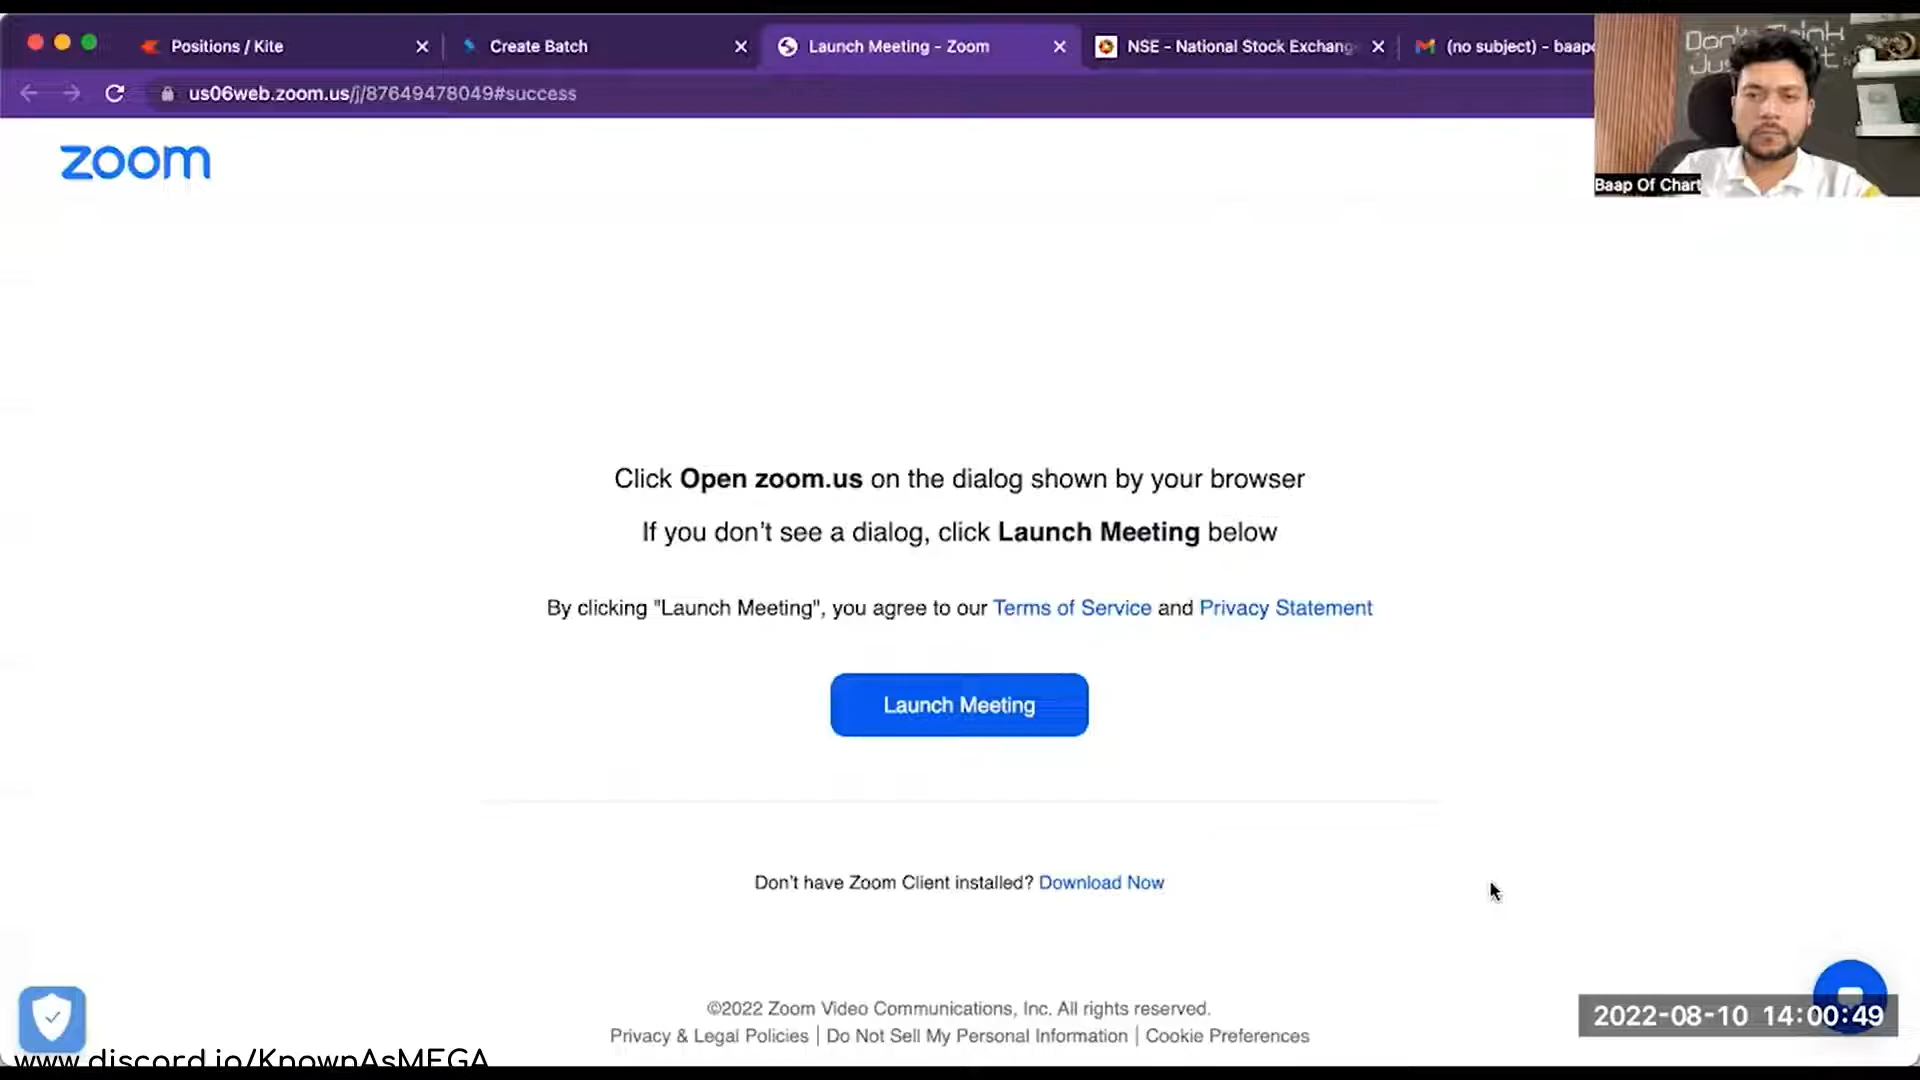 Positions / Kite
Create Batch
Launch Meeting - Zoom
NSE - National Stock Exchang
(no subject) - baapo
us06web.zoom.us/j/87649478049#success
Baap Of Chart
zoom
Click Open zoom.us on the dialog shown by your browser
If you don't see a dialog, click Launch Meeting below
By clicking "Launch Meeting", you agree to our Terms of Service and Privacy Statement
Launch Meeting
Don't have Zoom Client installed? Download Now
©2022 Zoom Video Communications, Inc. All rights reserved.
Privacy & Legal Policies | Do Not Sell My Personal Information | Cookie Preferences
2022-08-10 14:00:49
www.discord.io/KnownAsMEGA